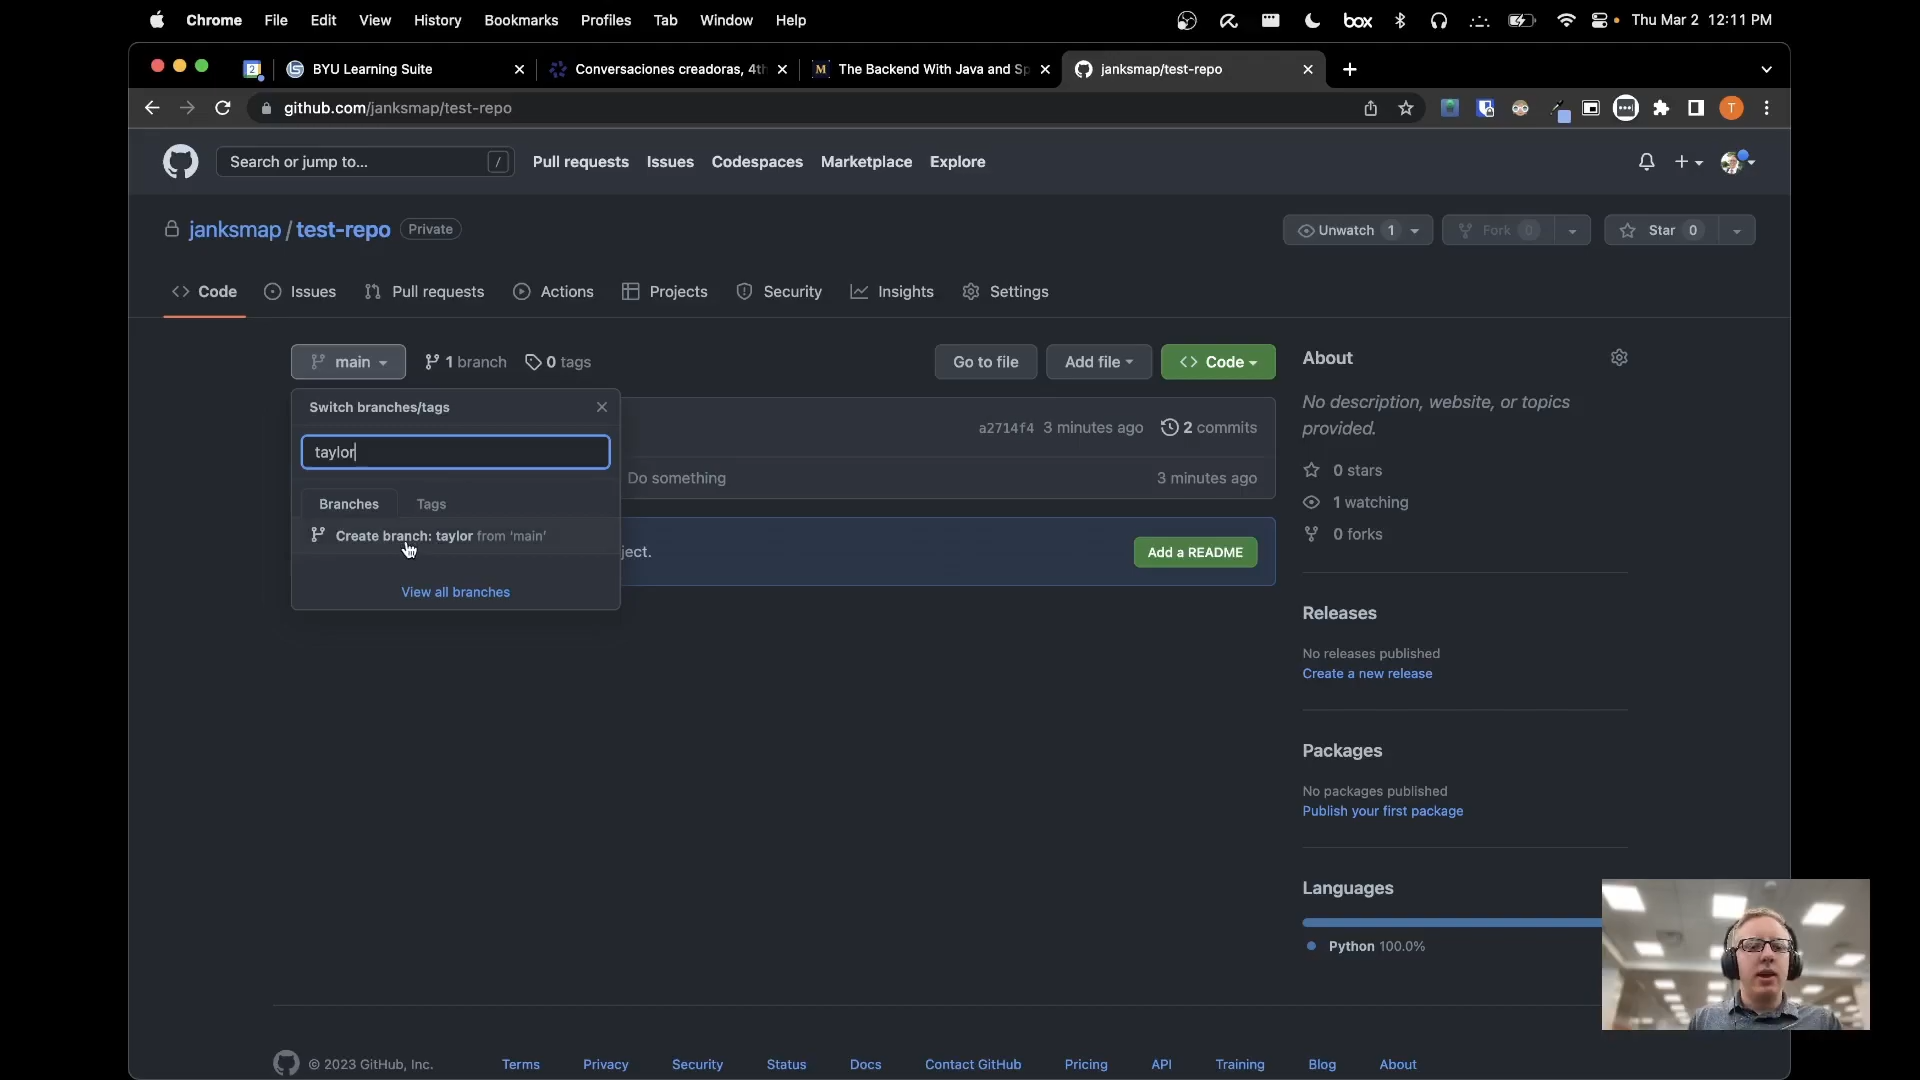 Chrome File Edit View History Bookmarks Profiles Tab Window Help box Thu Mar 2 12:11 PM
2 BYU Learning Suite Conversaciones creadoras, 4th M The Backend With Java and Sp janksmap/test-repo
github.com/janksmap/test-repo T
Search or jump to... / Pull requests Issues Codespaces Marketplace Explore
janksmap / test-repo Private Unwatch 1 Fork 0 Star 0
Code Issues Pull requests Actions Projects Security Insights Settings
main 1 branch 0 tags Go to file Add file Code
Switch branches/tags
taylor
Branches Tags
Create branch: taylor from 'main'
View all branches
a2714f4 3 minutes ago 2 commits
Do something 3 minutes ago
ject. Add a README
About
No description, website, or topics
provided.
0 stars
1 watching
0 forks
Releases
No releases published
Create a new release
Packages
No packages published
Publish your first package
Languages
Python 100.0%
© 2023 GitHub, Inc. Terms Privacy Security Status Docs Contact GitHub Pricing API Training Blog About